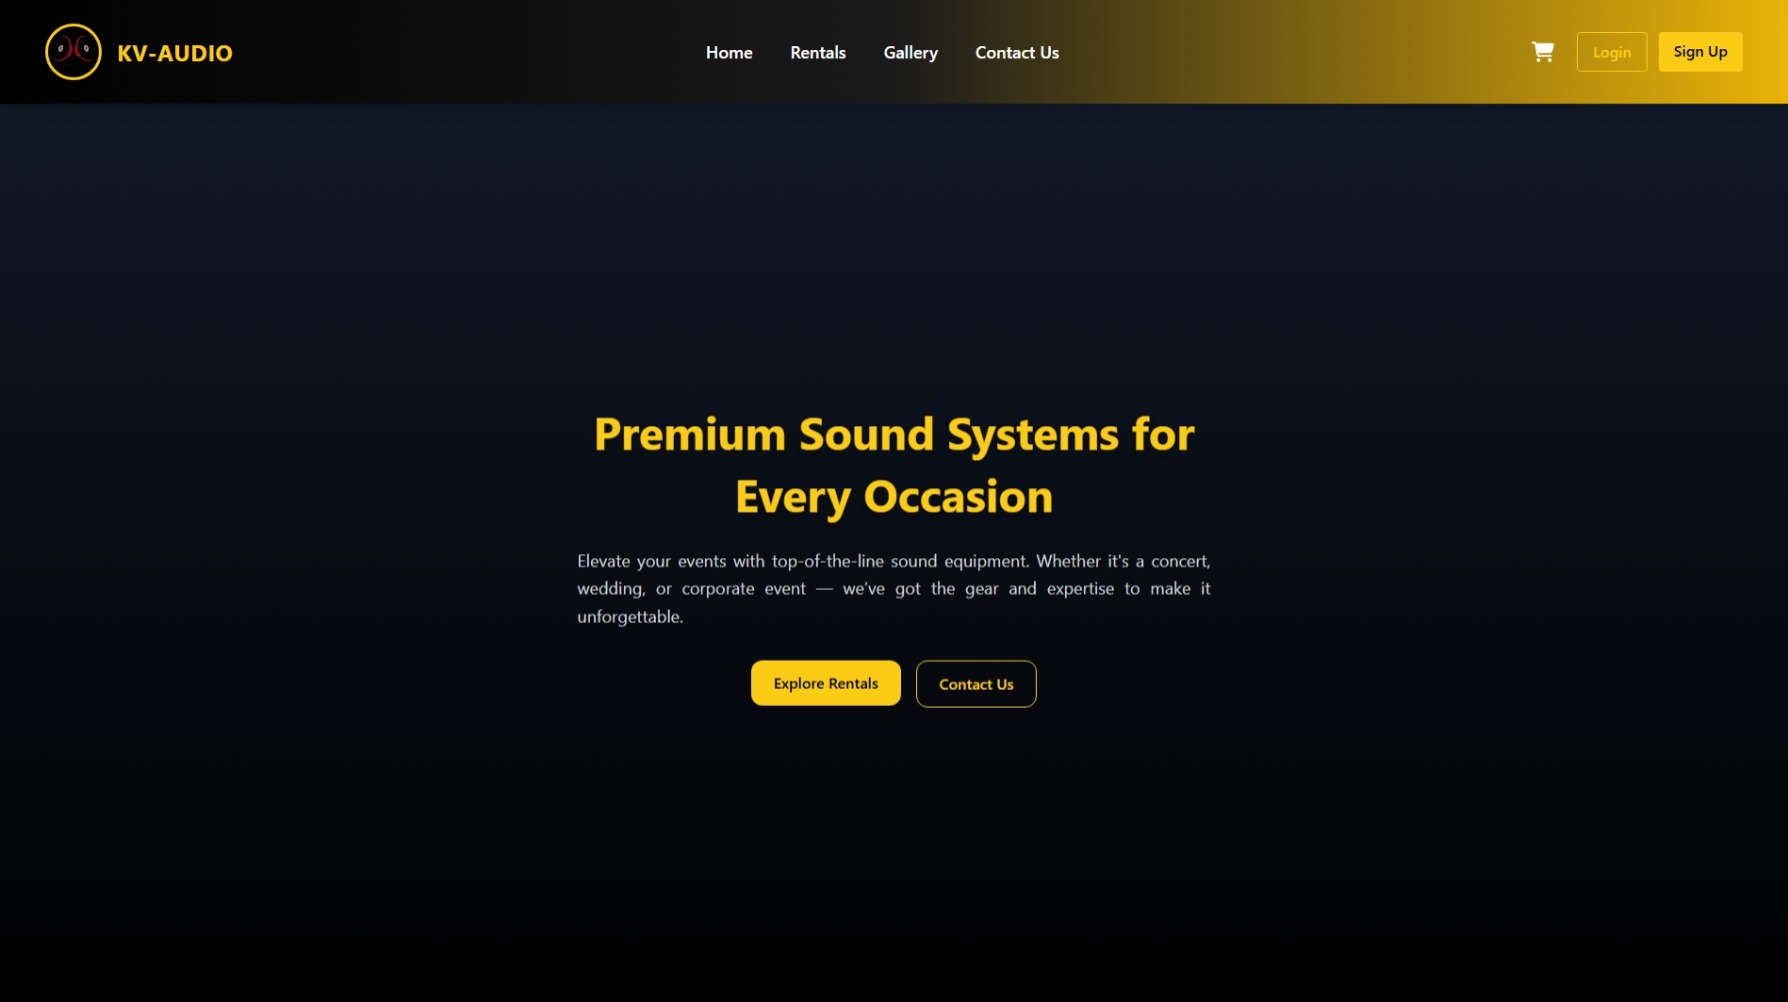 KV-AUDIO
Home
Rentals
Gallery
Contact Us
Login
Sign Up
Premium Sound Systems for
Every Occasion
Elevate your events with top-of-the-line sound equipment. Whether it's a concert,
wedding, or corporate event — we’ve got the gear and expertise to make it
unforgettable.
Explore Rentals
Contact Us